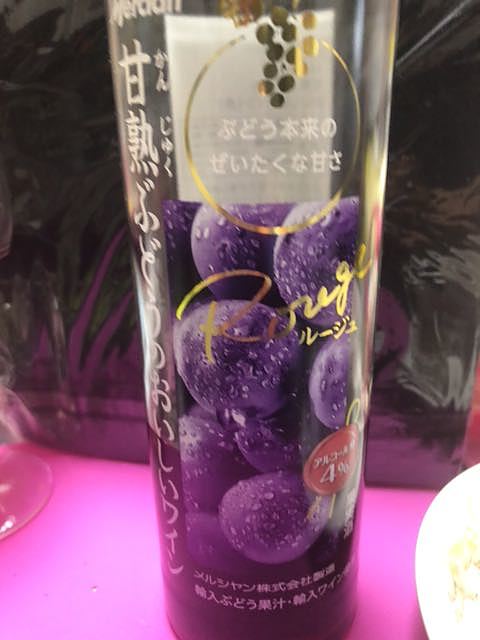 Mercian
甘熟ぶどうのおいしいワイン
かん じゅく
ぶどう本来の
ぜいたくな甘さ
Rouge
ルージュ
アルコール分
4%
メルシャン株式会社製造
輸入ぶどう果汁・輸入ワイン